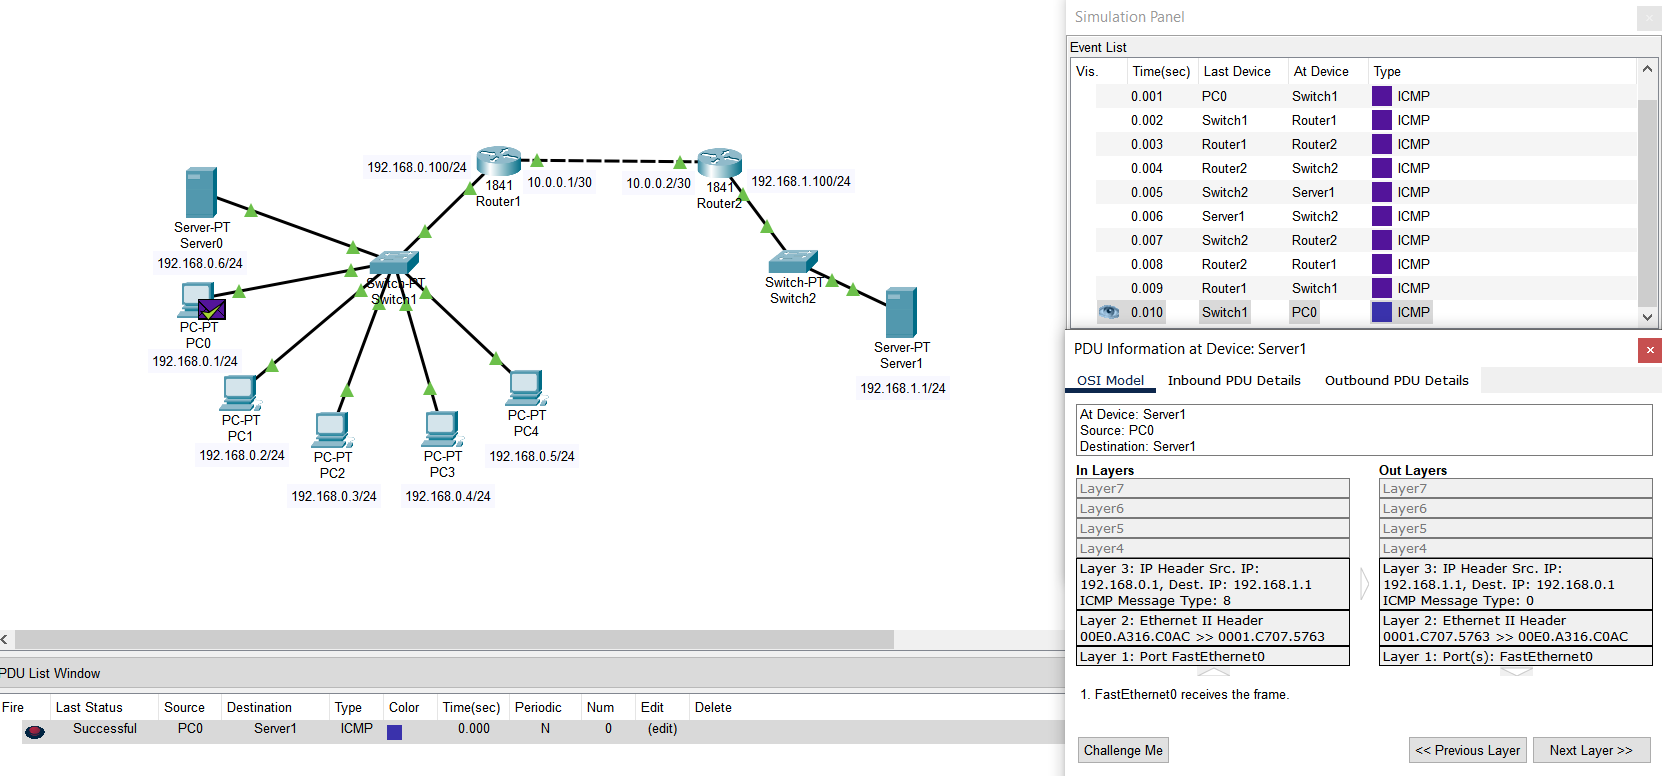 192.168.0.100/24
1841
Router1
10.0.0.1/30
10.0.0.2/30
1841
Router2
192.168.1.100/24
Server-PT
Server0
192.168.0.6/24
Switch-PT
Switch1
Switch-PT
Switch2
PC-PT
PC0
192.168.0.1/24
Server-PT
Server1
192.168.1.1/24
PC-PT
PC1
192.168.0.2/24
PC-PT
PC2
192.168.0.3/24
PC-PT
PC3
192.168.0.4/24
PC-PT
PC4
192.168.0.5/24
PDU List Window
Fire Last Status Source Destination Type Color Time(sec) Periodic Num Edit Delete
Successful PC0 Server1 ICMP 0.000 N 0 (edit)
Simulation Panel
Event List
Vis. Time(sec) Last Device At Device Type
0.001 PC0 Switch1 ICMP
0.002 Switch1 Router1 ICMP
0.003 Router1 Router2 ICMP
0.004 Router2 Switch2 ICMP
0.005 Switch2 Server1 ICMP
0.006 Server1 Switch2 ICMP
0.007 Switch2 Router2 ICMP
0.008 Router2 Router1 ICMP
0.009 Router1 Switch1 ICMP
0.010 Switch1 PC0 ICMP
PDU Information at Device: Server1
OSI Model Inbound PDU Details Outbound PDU Details
At Device: Server1
Source: PC0
Destination: Server1
In Layers
Layer7
Layer6
Layer5
Layer4
Layer 3: IP Header Src. IP:
192.168.0.1, Dest. IP: 192.168.1.1
ICMP Message Type: 8
Layer 2: Ethernet II Header
00E0.A316.C0AC >> 0001.C707.5763
Layer 1: Port FastEthernet0
Out Layers
Layer7
Layer6
Layer5
Layer4
Layer 3: IP Header Src. IP:
192.168.1.1, Dest. IP: 192.168.0.1
ICMP Message Type: 0
Layer 2: Ethernet II Header
0001.C707.5763 >> 00E0.A316.C0AC
Layer 1: Port(s): FastEthernet0
1. FastEthernet0 receives the frame.
Challenge Me
<< Previous Layer
Next Layer >>